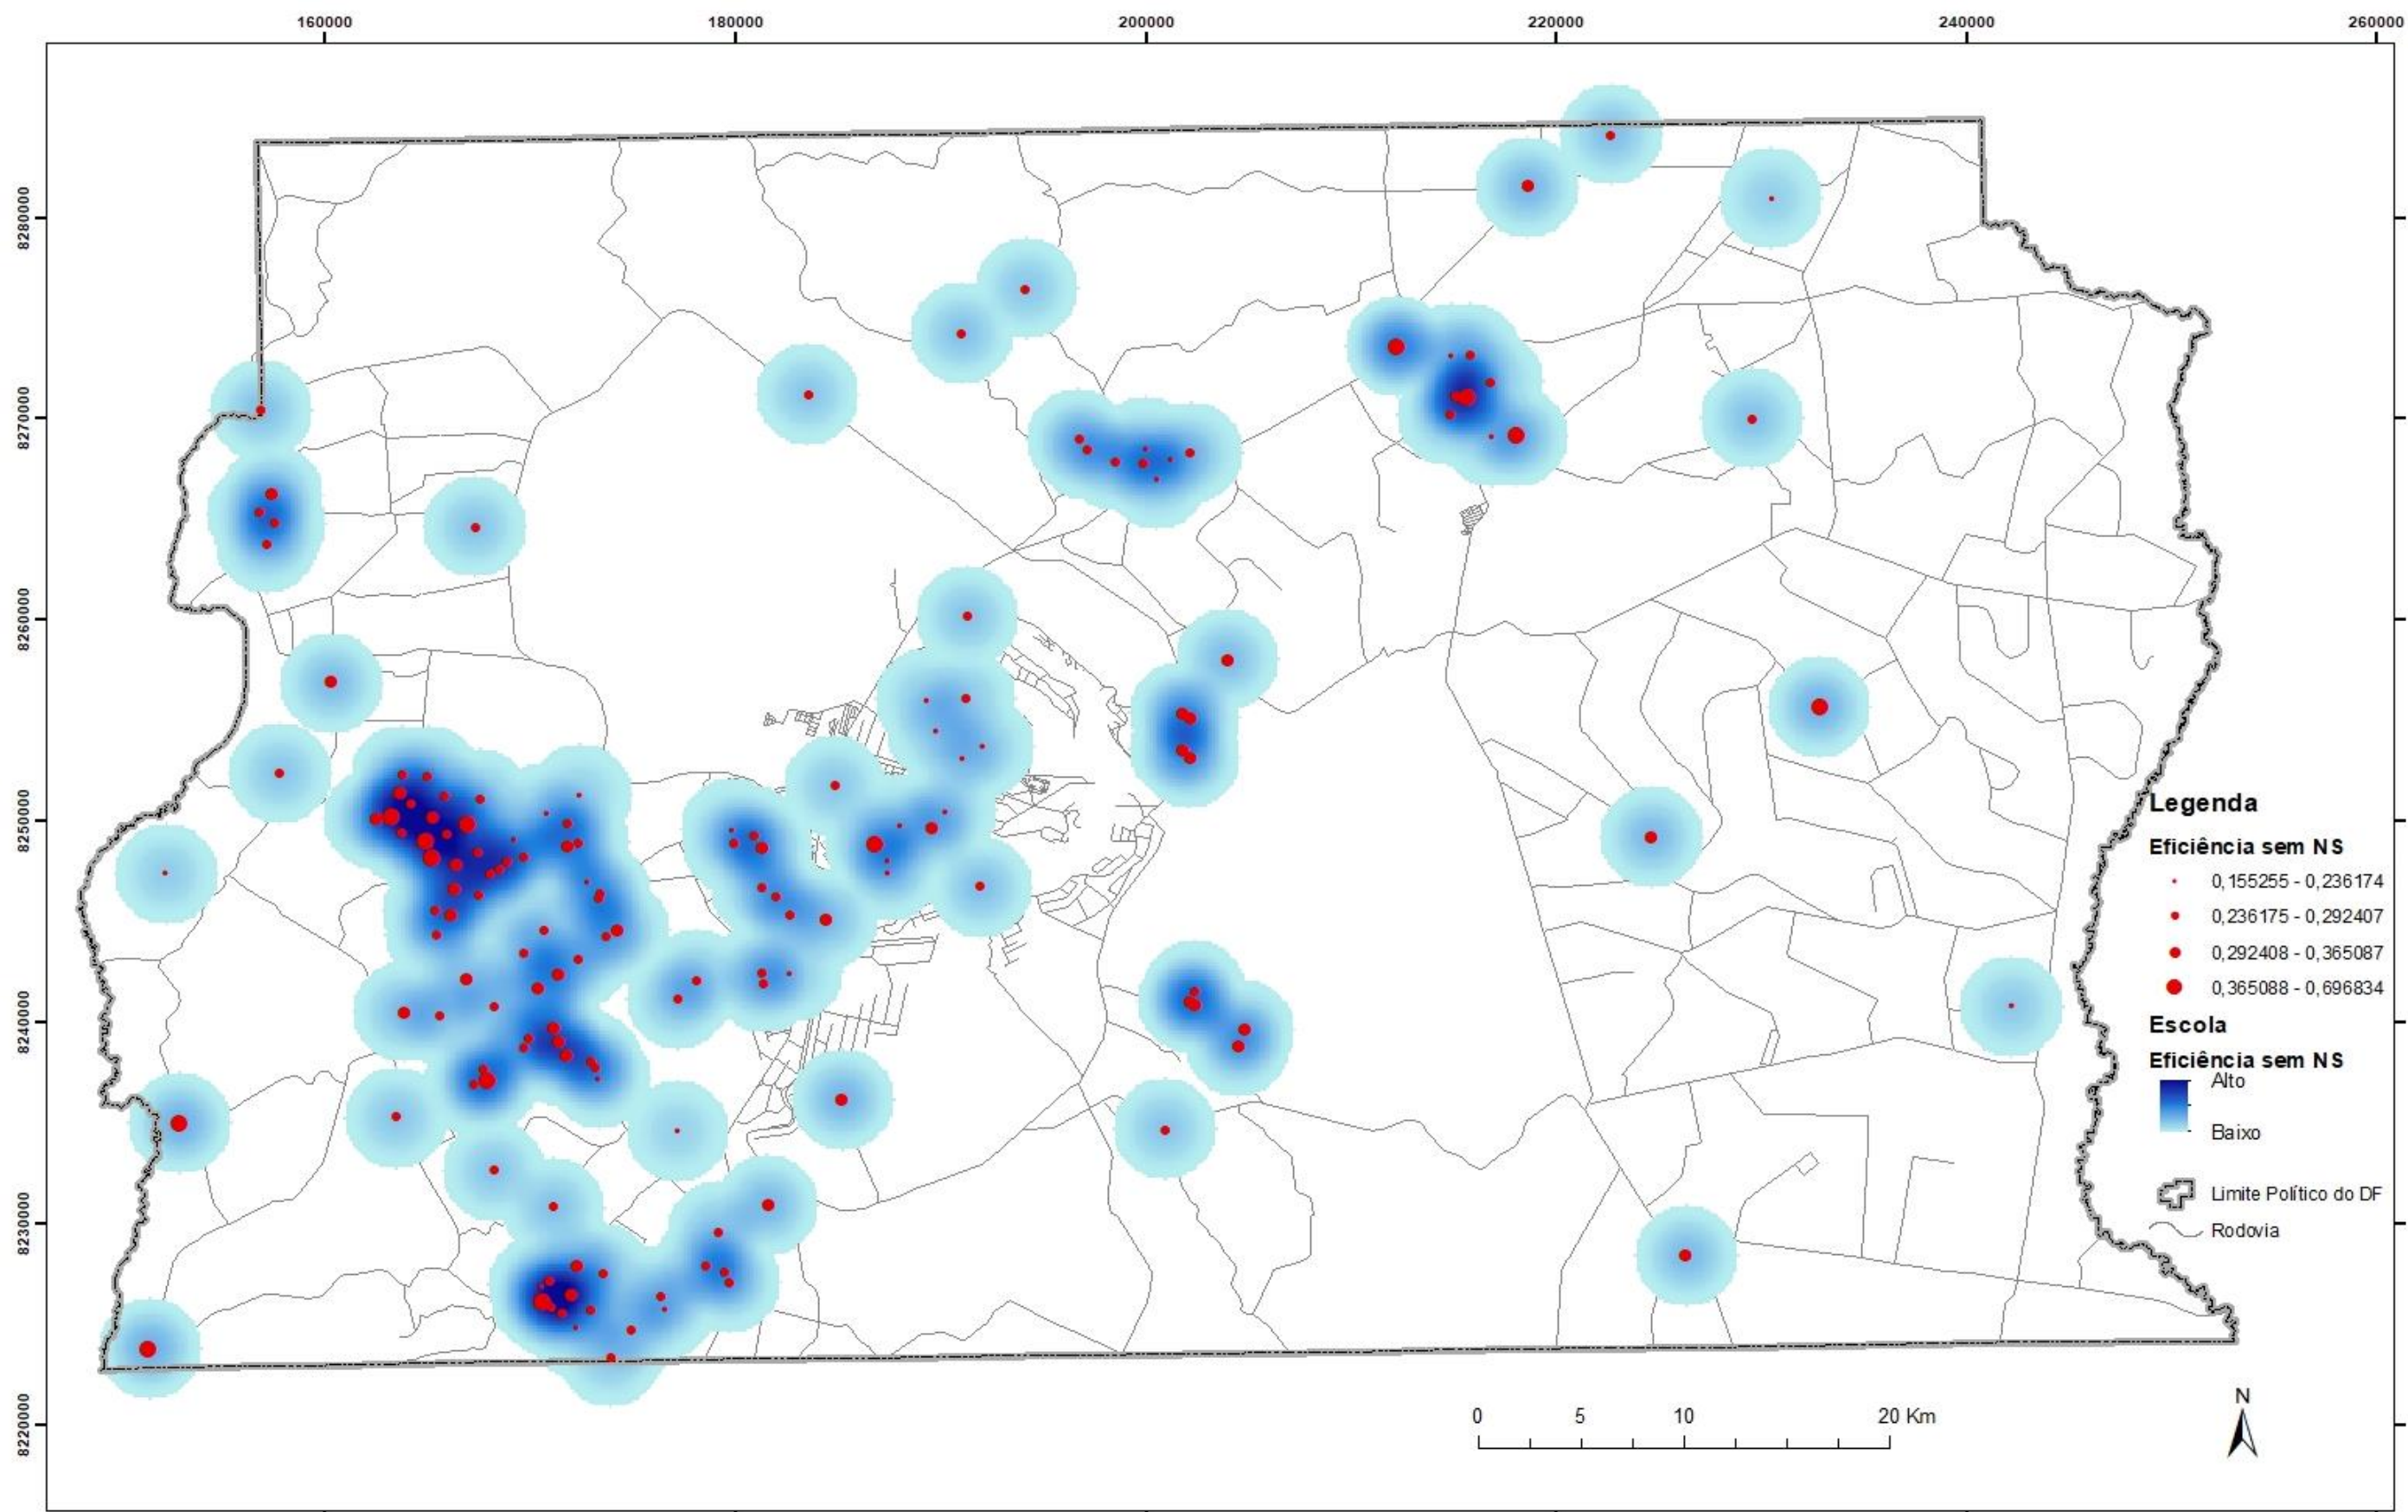 160000 180000 200000 220000 240000 260000
8280000
8270000
8260000
8250000
8240000
8230000
8220000
Legenda
Eficiência sem NS
0,155255 - 0,236174
0,236175 - 0,292407
0,292408 - 0,365087
0,365088 - 0,696834
Escola
Eficiência sem NS
Alto
Baixo
Limite Político do DF
Rodovia
N
0 5 10 20 Km